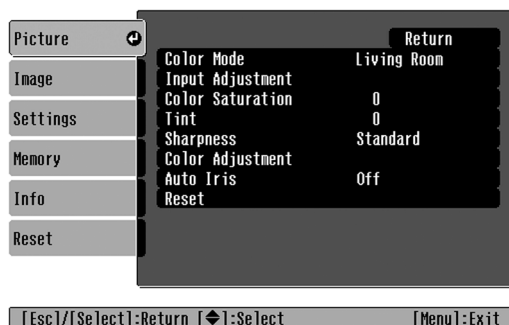 Picture
Image
Settings
Memory
Info
Reset
Return
Color Mode Living Room
Input Adjustment
Color Saturation 0
Tint 0
Sharpness Standard
Color Adjustment
Auto Iris Off
Reset
[Esc]/[Select]:Return [◆]:Select [Menu]:Exit